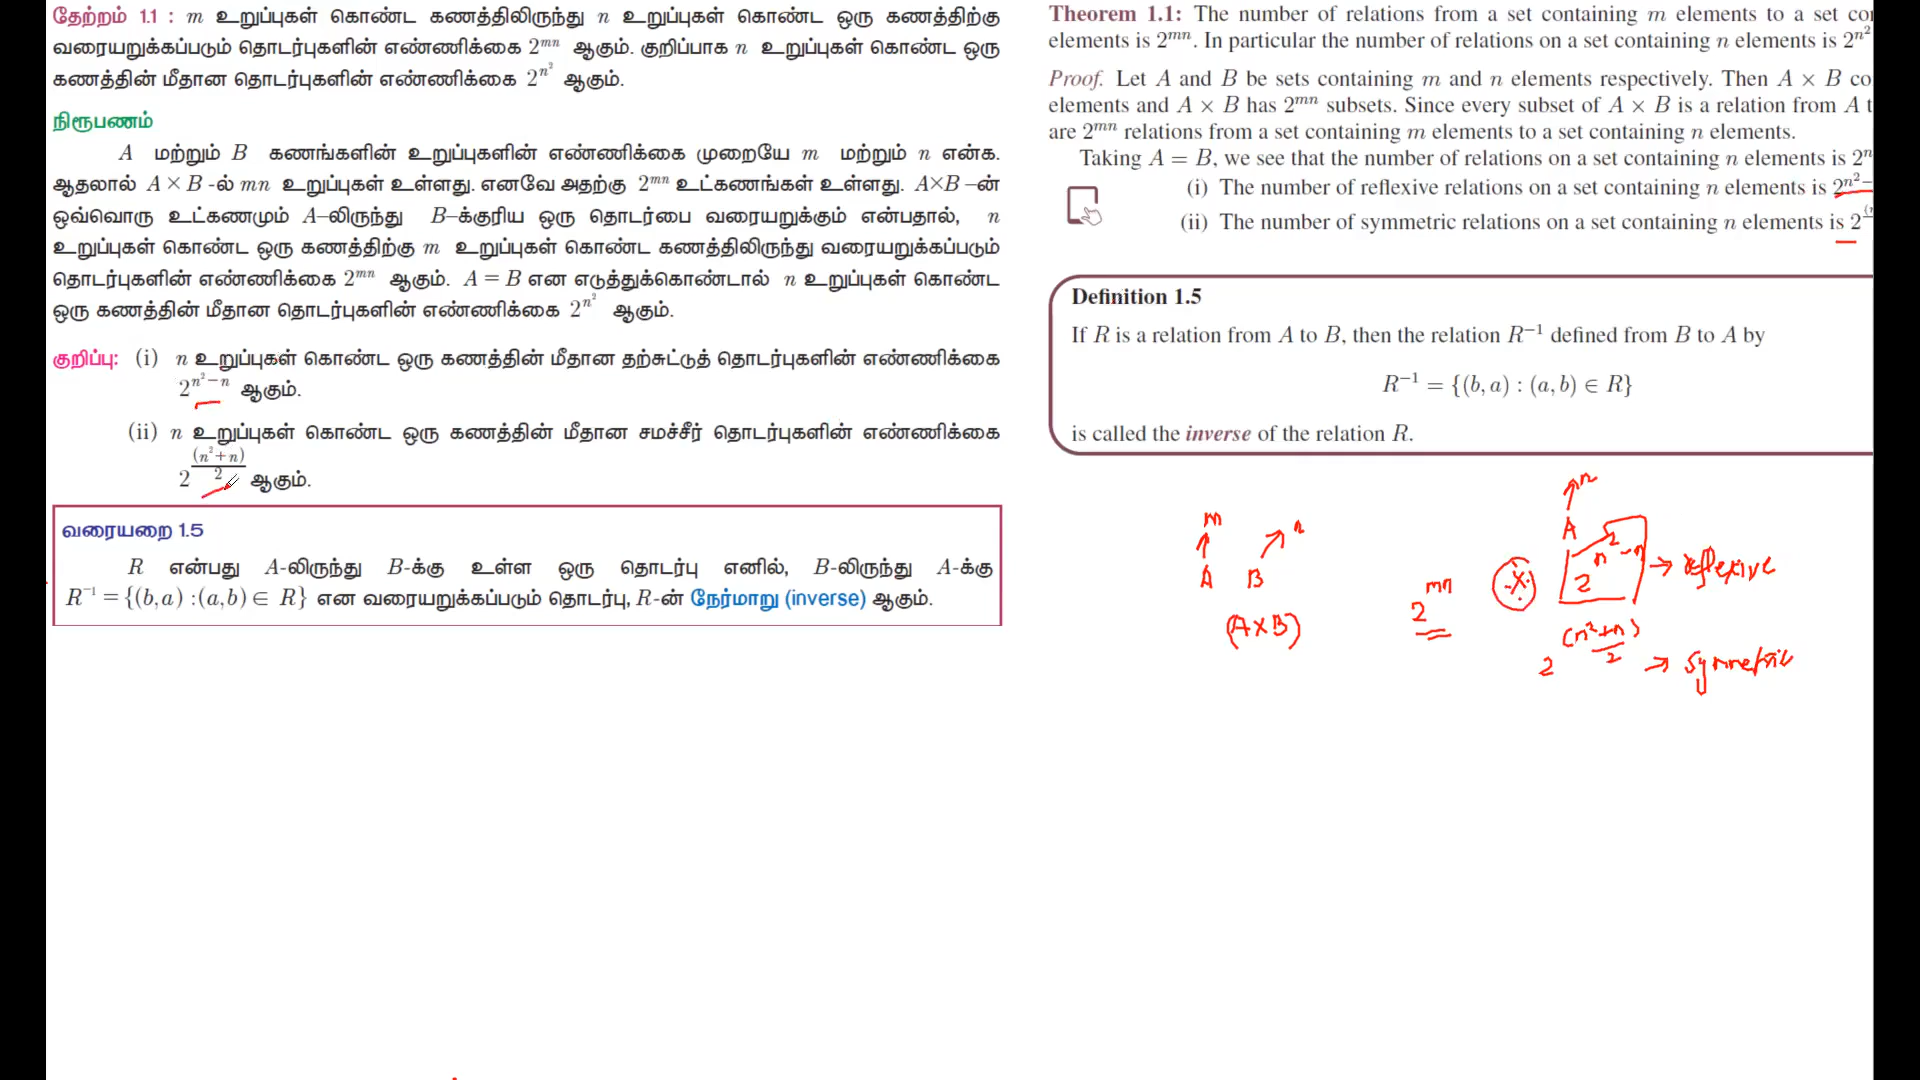 தேற்றம் 1.1 : m உறுப்புகள் கொண்ட கணத்திலிருந்து n உறுப்புகள் கொண்ட ஒரு கணத்திற்கு
வரையறுக்கப்படும் தொடர்புகளின் எண்ணிக்கை 2^{mn} ஆகும். குறிப்பாக n உறுப்புகள் கொண்ட ஒரு
கணத்தின் மீதான தொடர்புகளின் எண்ணிக்கை 2^{n^2} ஆகும்.
நிரூபணம்
A மற்றும் B கணங்களின் உறுப்புகளின் எண்ணிக்கை முறையே m மற்றும் n என்க.
ஆதலால் A × B -ல் mn உறுப்புகள் உள்ளது. எனவே அதற்கு 2^{mn} உட்கணங்கள் உள்ளது. A×B –ன்
ஒவ்வொரு உட்கணமும் A–லிருந்து B–க்குரிய ஒரு தொடர்பை வரையறுக்கும் என்பதால், n
உறுப்புகள் கொண்ட ஒரு கணத்திற்கு m உறுப்புகள் கொண்ட கணத்திலிருந்து வரையறுக்கப்படும்
தொடர்புகளின் எண்ணிக்கை 2^{mn} ஆகும். A = B என எடுத்துக்கொண்டால் n உறுப்புகள் கொண்ட
ஒரு கணத்தின் மீதான தொடர்புகளின் எண்ணிக்கை 2^{n^2} ஆகும்.
குறிப்பு: (i) n உறுப்புகள் கொண்ட ஒரு கணத்தின் மீதான தற்சுட்டுத் தொடர்புகளின் எண்ணிக்கை
2^{n^2-n} ஆகும்.
(ii) n உறுப்புகள் கொண்ட ஒரு கணத்தின் மீதான சமச்சீர் தொடர்புகளின் எண்ணிக்கை
2^{(n^2+n)/2} ஆகும்.
வரையறை 1.5
R என்பது A-லிருந்து B-க்கு உள்ள ஒரு தொடர்பு எனில், B-லிருந்து A-க்கு
R^{-1} = {(b,a) :(a,b) ∈ R} என வரையறுக்கப்படும் தொடர்பு, R-ன் நேர்மாறு (inverse) ஆகும்.
Theorem 1.1: The number of relations from a set containing m elements to a set co
elements is 2^{mn}. In particular the number of relations on a set containing n elements is 2^{n^2}
Proof. Let A and B be sets containing m and n elements respectively. Then A × B co
elements and A × B has 2^{mn} subsets. Since every subset of A × B is a relation from A t
are 2^{mn} relations from a set containing m elements to a set containing n elements.
Taking A = B, we see that the number of relations on a set containing n elements is 2^n
(i) The number of reflexive relations on a set containing n elements is 2^{n^2-}
(ii) The number of symmetric relations on a set containing n elements is 2
Definition 1.5
If R is a relation from A to B, then the relation R^{-1} defined from B to A by
R^{-1} = {(b, a) : (a, b) ∈ R}
is called the inverse of the relation R.
m n
A B
(A×B)
2^{mn}
n
A
2^{n^2-n} → reflexive
2^{(n^2+n)/2} → symmetric